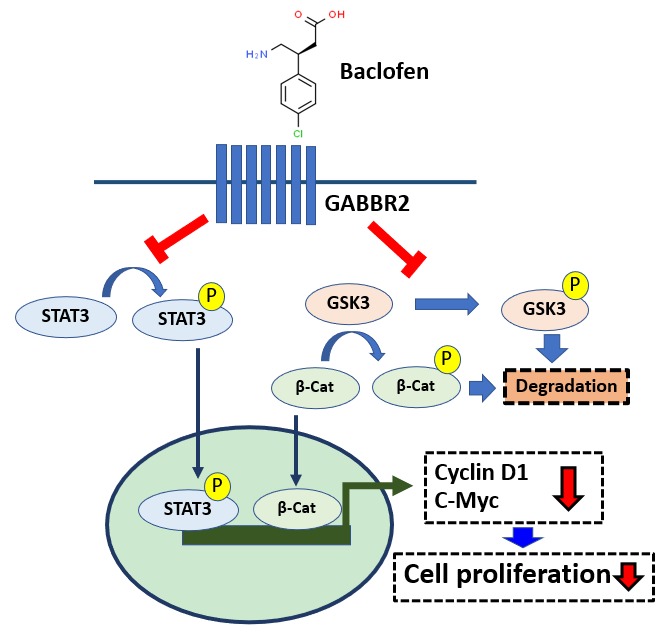 O
OH
H₂N
Baclofen
Cl
GABBR2
STAT3
STAT3
P
GSK3
GSK3
P
β-Cat
β-Cat
P
Degradation
STAT3
P
β-Cat
Cyclin D1
C-Myc
Cell proliferation